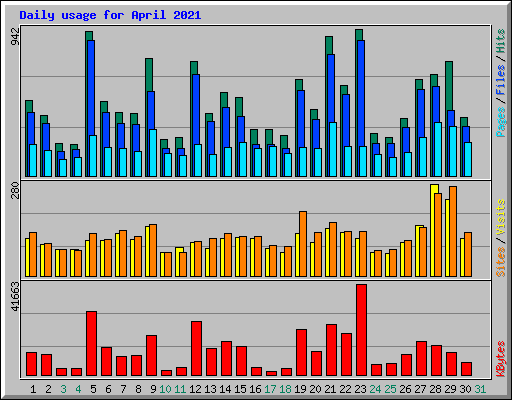 Daily usage for April 2021
942
Pages / Files / Hits
280
Sites / Visits
41663
KBytes
1 2 3 4 5 6 7 8 9 10 11 12 13 14 15 16 17 18 19 20 21 22 23 24 25 26 27 28 29 30 31